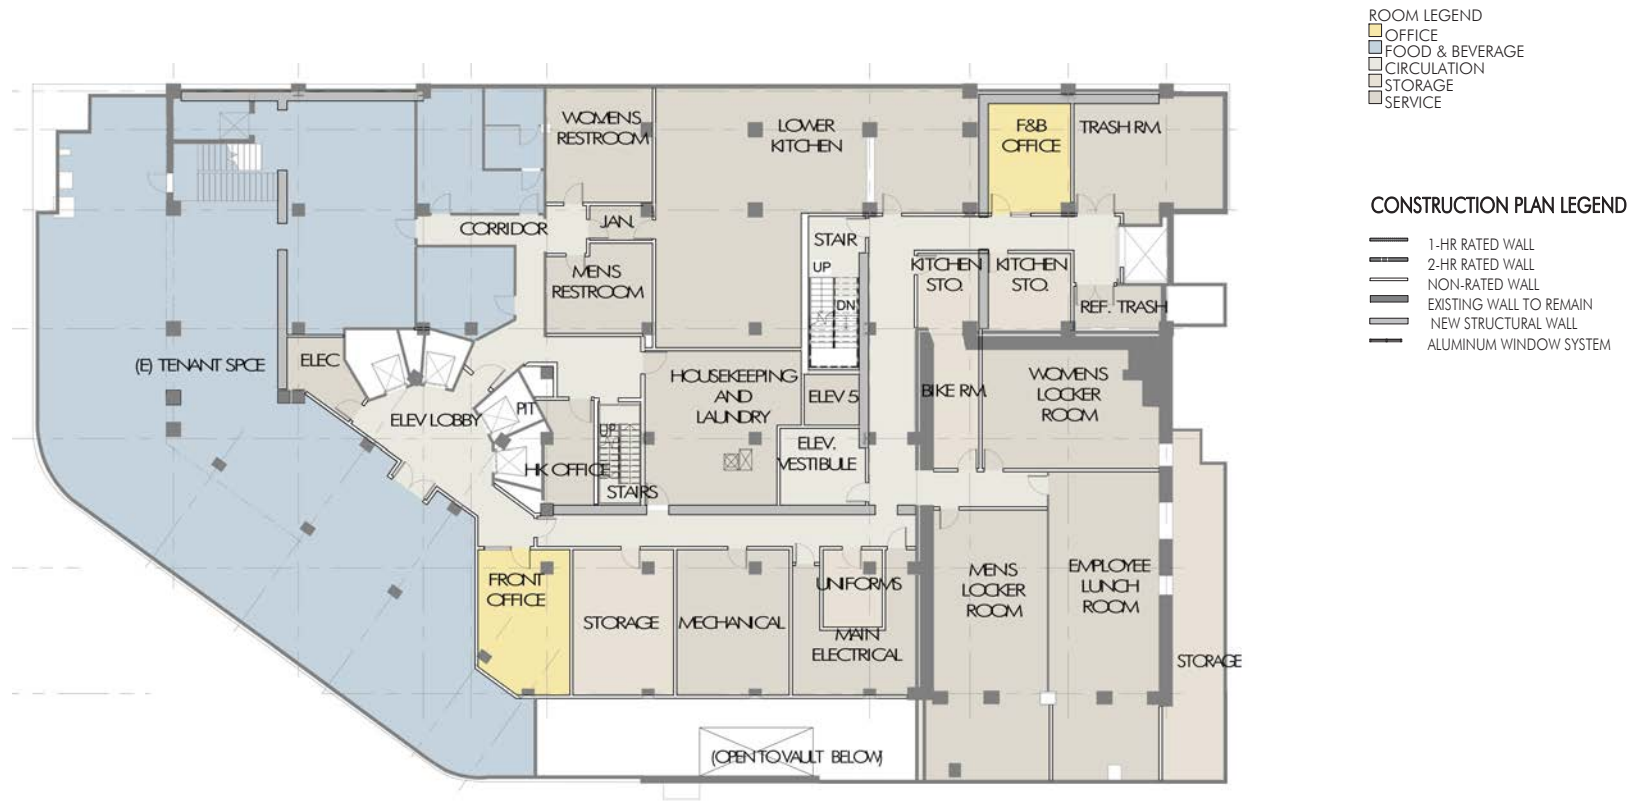 ROOM LEGEND
OFFICE
FOOD & BEVERAGE
CIRCULATION
STORAGE
SERVICE
CONSTRUCTION PLAN LEGEND
1-HR RATED WALL
2-HR RATED WALL
NON-RATED WALL
EXISTING WALL TO REMAIN
NEW STRUCTURAL WALL
ALUMINUM WINDOW SYSTEM
WOMENS
RESTROOM
LOWER
KITCHEN
F&B
OFFICE
TRASH RM.
JAN.
CORRIDOR
STAIR
UP
DN
MENS
RESTROOM
KITCHEN
STO.
KITCHEN
STO.
REF. TRASH
(E) TENANT SPCE
ELEC
ELEV LOBBY
PIT
HOUSEKEEPING
AND
LAUNDRY
ELEV 5
BIKE RM.
WOMENS
LOCKER
ROOM
UP
HK OFFICE
STAIRS
ELEV.
VESTIBULE
FRONT
OFFICE
STORAGE
MECHANICAL
UNIFORMS
MAIN
ELECTRICAL
MENS
LOCKER
ROOM
EMPLOYEE
LUNCH
ROOM
STORAGE
(OPEN TO VAULT BELOW)